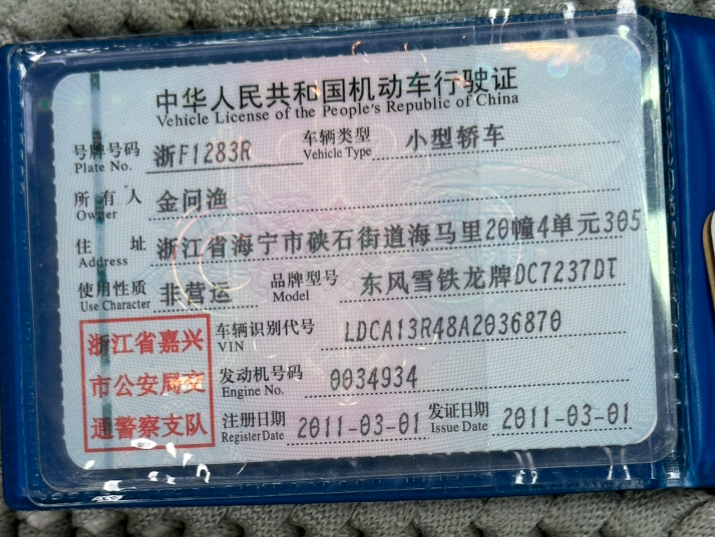 中华人民共和国机动车行驶证
Vehicle License of the People's Republic of China
号牌号码 浙F1283R 车辆类型 小型轿车
Plate No. Vehicle Type
所有人 金问渔
Owner
住址 浙江省海宁市硖石街道海马里20幢4单元305
Address
使用性质 非营运 品牌型号 东风雪铁龙牌DC7237DT
Use Character Model
浙江省嘉兴
市公安局交
通警察支队
车辆识别代号 LDCA13R48A2036870
VIN
发动机号码 0034934
Engine No.
注册日期 2011-03-01 发证日期 2011-03-01
Register Date Issue Date